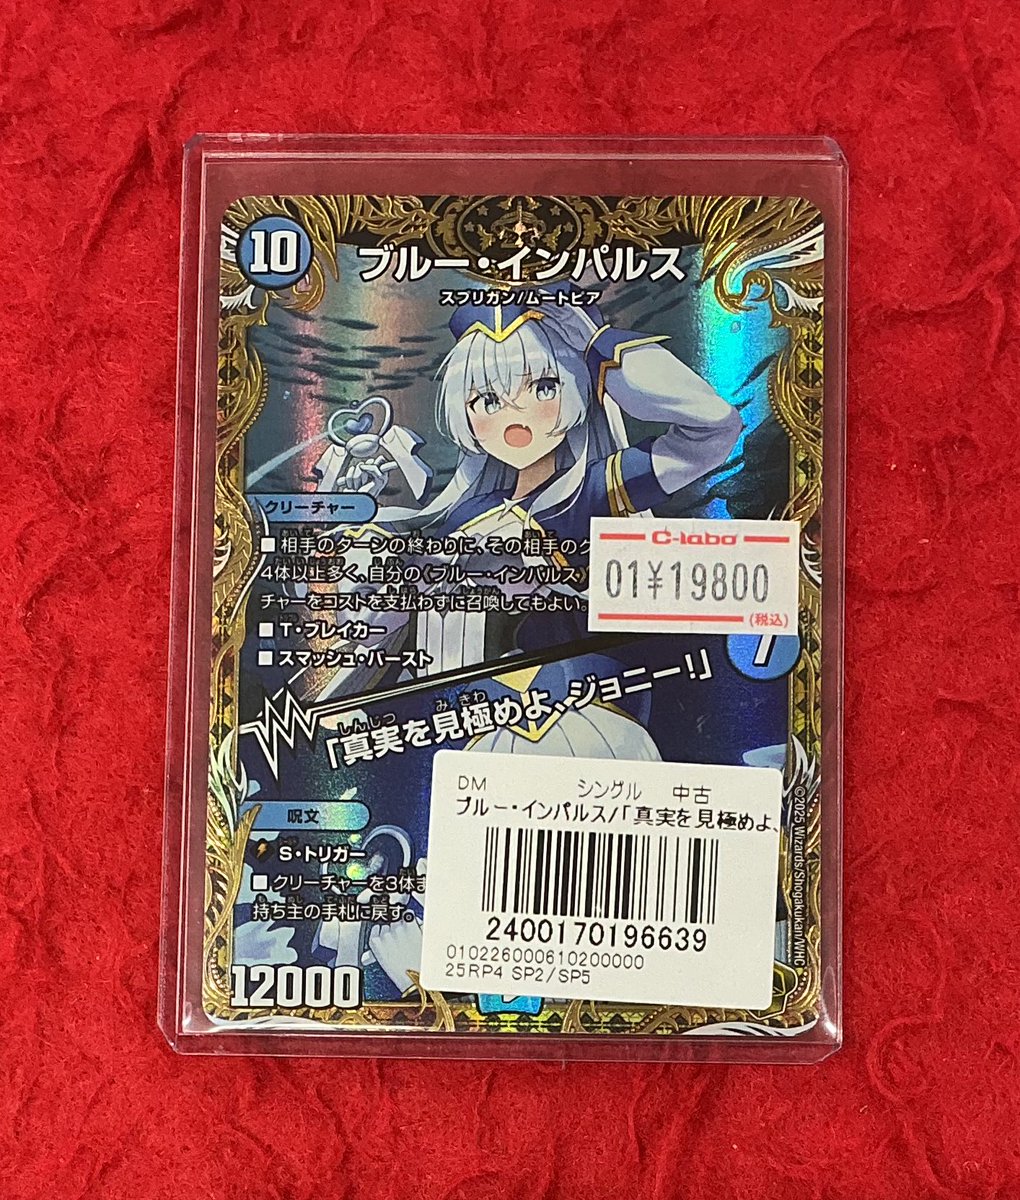 10
ブルー・インパルス
スプリガン/ムートピア
クリーチャー
■相手のターンの終わりに、その相手のク
4体以上多く、自分の《ブルー・インパルス》
チャーをコストを支払わずに召喚してもよい。
■T・ブレイカー
■スマッシュ・バースト
C-labo
01¥19800
(税込)
7
「真実を見極めよ、ジョニー!」
しんじつ
み きわ
呪文
S・トリガー
■クリーチャーを3体ま
持ち主の手札に戻す。
12000
DM シングル 中古
ブルー・インパルス/「真実を見極めよ、
2400170196639
010226000610200000
25RP4 SP2/SP5
©2025 Wizards/Shogakukan/WHC